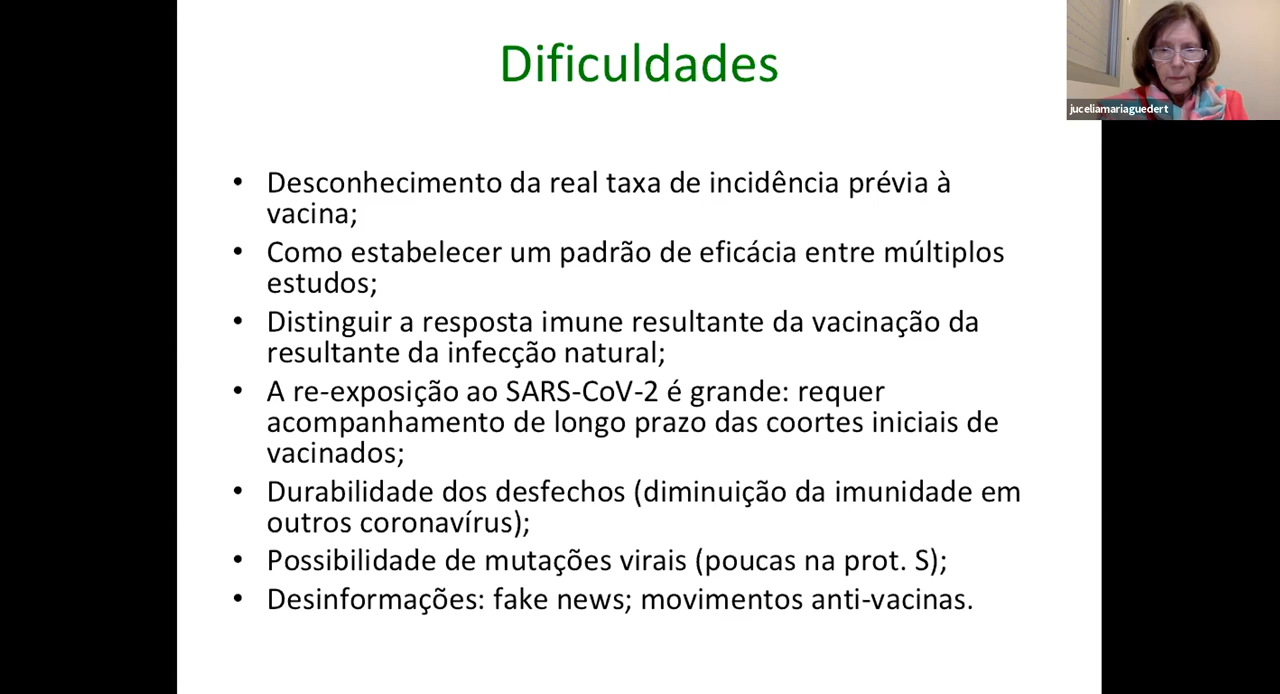 Dificuldades
juceliamariaguedert
• Desconhecimento da real taxa de incidência prévia à
vacina;
• Como estabelecer um padrão de eficácia entre múltiplos
estudos;
• Distinguir a resposta imune resultante da vacinação da
resultante da infecção natural;
• A re-exposição ao SARS-CoV-2 é grande: requer
acompanhamento de longo prazo das coortes iniciais de
vacinados;
• Durabilidade dos desfechos (diminuição da imunidade em
outros coronavírus);
• Possibilidade de mutações virais (poucas na prot. S);
• Desinformações: fake news; movimentos anti-vacinas.